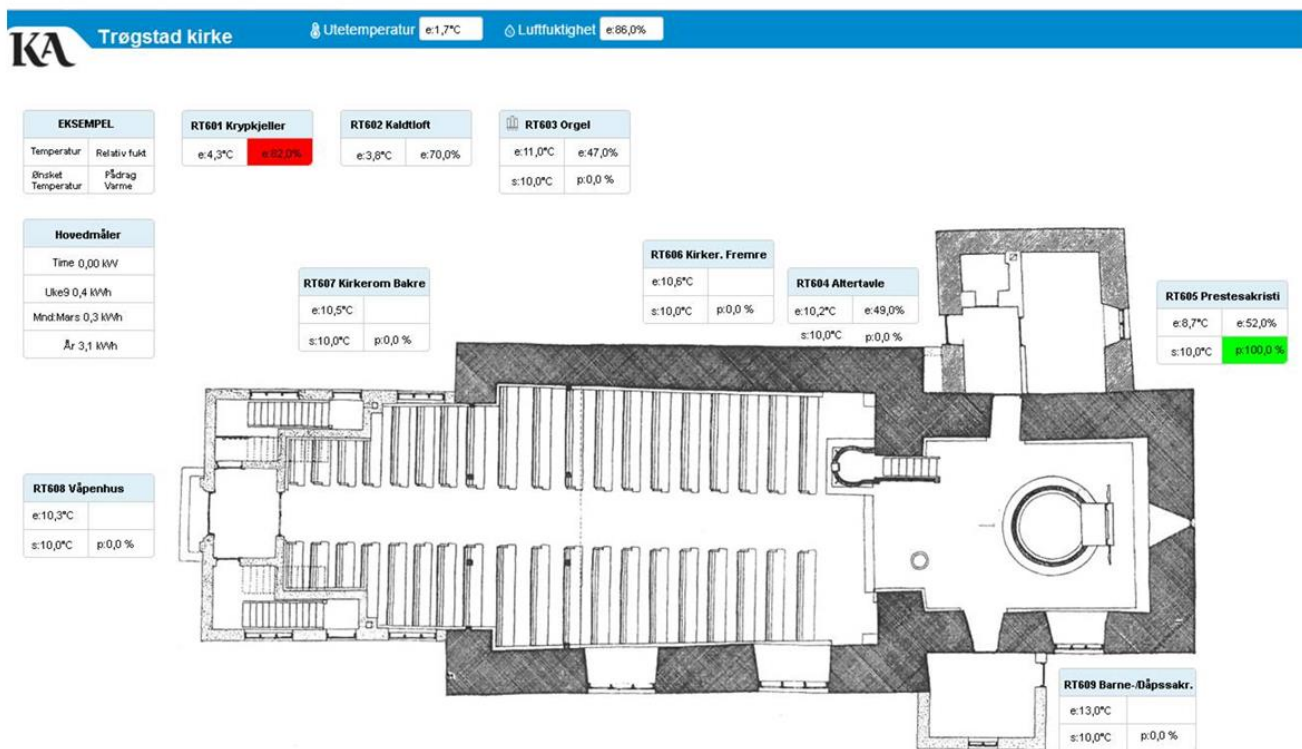 KA
Trøgstad kirke
Utetemperatur e:1,7°C
Luftfuktighet e:86,0%
EKSEMPEL
Temperatur Relativ fukt
Ønsket Temperatur Pådrag Varme
RT601 Krypkjeller
e:4,3°C e:82,0%
RT602 Kaldtloft
e:3,8°C e:70,0%
RT603 Orgel
e:11,0°C e:47,0%
s:10,0°C p:0,0 %
Hovedmåler
Time 0,00 kW
Uke9 0,4 kWh
Mnd:Mars 0,3 kWh
År 3,1 kWh
RT607 Kirkerom Bakre
e:10,5°C
s:10,0°C p:0,0 %
RT606 Kirker. Fremre
e:10,6°C
s:10,0°C p:0,0 %
RT604 Altertavle
e:10,2°C e:49,0%
s:10,0°C p:0,0 %
RT605 Prestesakristi
e:8,7°C e:52,0%
s:10,0°C p:100,0 %
RT608 Våpenhus
e:10,3°C
s:10,0°C p:0,0 %
RT609 Barne-/Dåpssakr.
e:13,0°C
s:10,0°C p:0,0 %